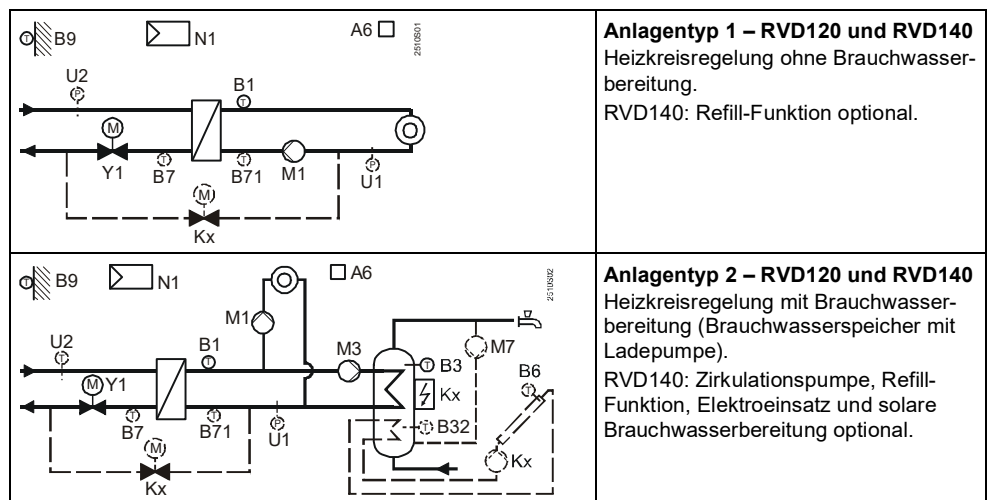 B9
N1
A6
2510S01
U2
P
B1
T
M
Y1
T
B7
T
B71
M1
P
U1
M
Kx
Anlagentyp 1 – RVD120 und RVD140
Heizkreisregelung ohne Brauchwasser-
bereitung.
RVD140: Refill-Funktion optional.
T
B9
N1
A6
2510S02
M1
U2
T
B1
T
M3
M7
B3
T
B6
T
M
Y1
Kx
T
B7
T
B71
P
U1
T
B32
M
Kx
Kx
Anlagentyp 2 – RVD120 und RVD140
Heizkreisregelung mit Brauchwasser-
bereitung (Brauchwasserspeicher mit
Ladepumpe).
RVD140: Zirkulationspumpe, Refill-
Funktion, Elektroeinsatz und solare
Brauchwasserbereitung optional.